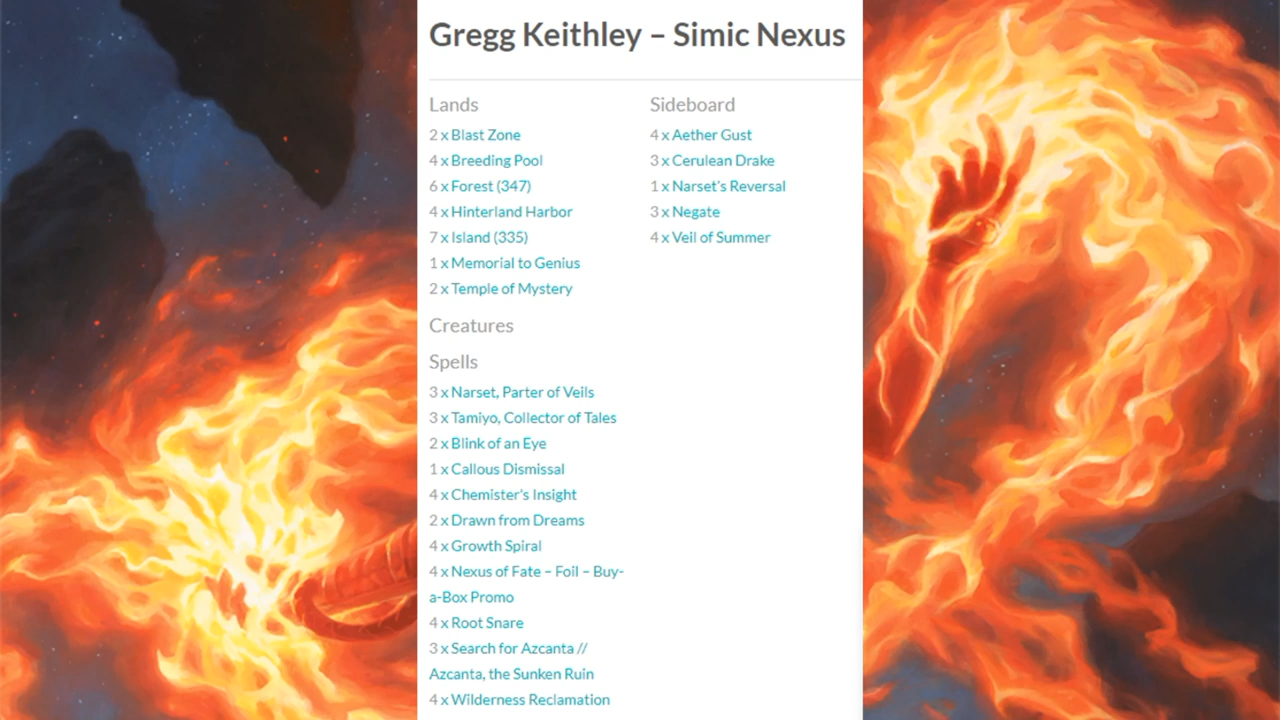 Gregg Keithley – Simic Nexus
Lands
2 x Blast Zone
4 x Breeding Pool
6 x Forest (347)
4 x Hinterland Harbor
7 x Island (335)
1 x Memorial to Genius
2 x Temple of Mystery
Creatures
Spells
3 x Narset, Parter of Veils
3 x Tamiyo, Collector of Tales
2 x Blink of an Eye
1 x Callous Dismissal
4 x Chemister's Insight
2 x Drawn from Dreams
4 x Growth Spiral
4 x Nexus of Fate – Foil – Buy-
a-Box Promo
4 x Root Snare
3 x Search for Azcanta //
Azcanta, the Sunken Ruin
4 x Wilderness Reclamation
Sideboard
4 x Aether Gust
3 x Cerulean Drake
1 x Narset's Reversal
3 x Negate
4 x Veil of Summer